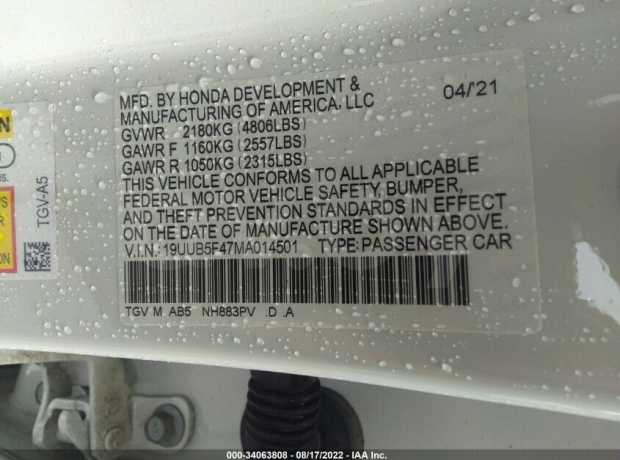 MFD. BY HONDA DEVELOPMENT & 04/21
MANUFACTURING OF AMERICA, LLC
GVWR 2180KG (4806LBS)
GAWR F 1160KG (2557LBS)
GAWR R 1050KG (2315LBS)
THIS VEHICLE CONFORMS TO ALL APPLICABLE
FEDERAL MOTOR VEHICLE SAFETY, BUMPER,
AND THEFT PREVENTION STANDARDS IN EFFECT
ON THE DATE OF MANUFACTURE SHOWN ABOVE.
V.I.N.: 19UUB5F47MA014501 TYPE: PASSENGER CAR
TGV M AB5 NH883PV .D .A
TGV-A5
000-34063808 - 08/17/2022 - IAA Inc.